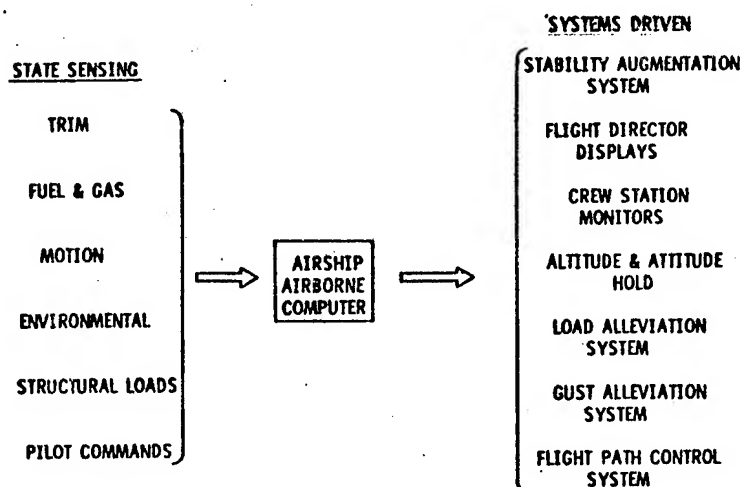 STATE SENSING
TRIM
FUEL & GAS
MOTION
ENVIRONMENTAL
STRUCTURAL LOADS
PILOT COMMANDS
AIRSHIP
AIRBORNE
COMPUTER
SYSTEMS DRIVEN
STABILITY AUGMENTATION
SYSTEM
FLIGHT DIRECTOR
DISPLAYS
CREW STATION
MONITORS
ALTITUDE & ATTITUDE
HOLD
LOAD ALLEVIATION
SYSTEM
GUST ALLEVIATION
SYSTEM
FLIGHT PATH CONTROL
SYSTEM